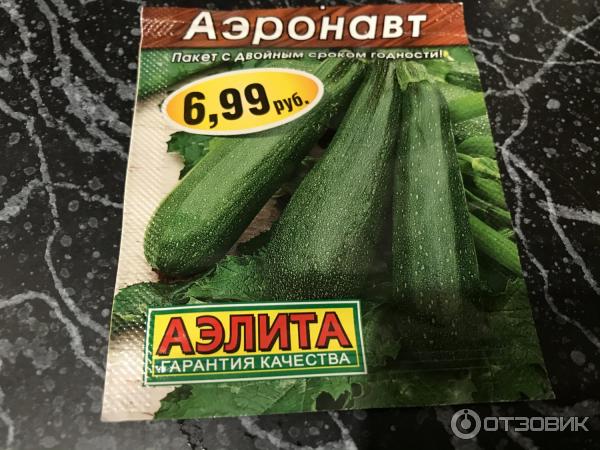 Аэронавт
Пакет с двойным сроком годности!
6,99 руб.
АЭЛИТА
ГАРАНТИЯ КАЧЕСТВА
ОТЗОВИК